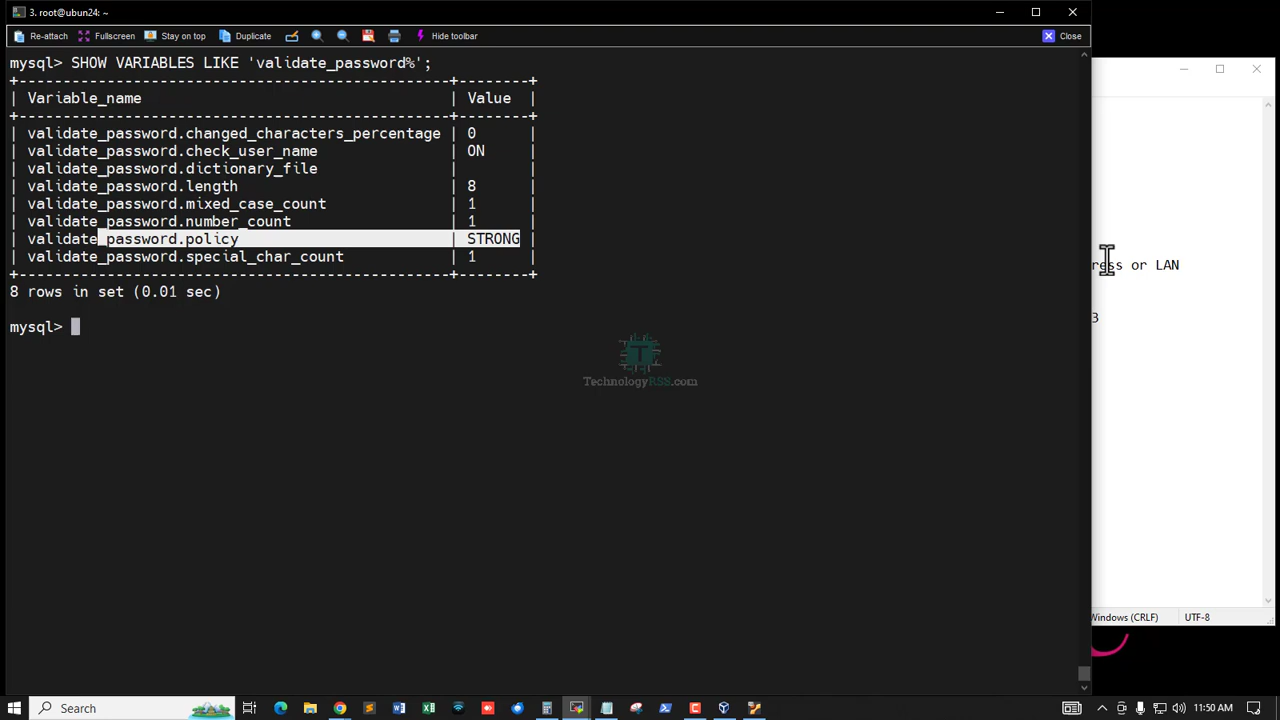 3. root@ubun24: ~
Re-attach Fullscreen Stay on top Duplicate Hide toolbar Close
mysql> SHOW VARIABLES LIKE 'validate_password%';
+------------------------------------------------+--------+
| Variable_name | Value |
+------------------------------------------------+--------+
| validate_password.changed_characters_percentage | 0 |
| validate_password.check_user_name | ON |
| validate_password.dictionary_file | |
| validate_password.length | 8 |
| validate_password.mixed_case_count | 1 |
| validate_password.number_count | 1 |
| validate_password.policy | STRONG |
| validate_password.special_char_count | 1 |
+------------------------------------------------+--------+
8 rows in set (0.01 sec)
mysql>
ress or LAN
3
TechnologyRSS.com
Windows (CRLF) UTF-8
Search
11:50 AM